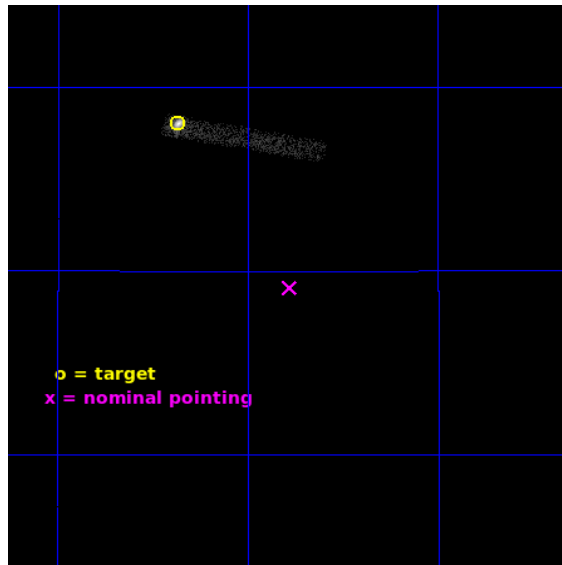 o = target
x = nominal pointing